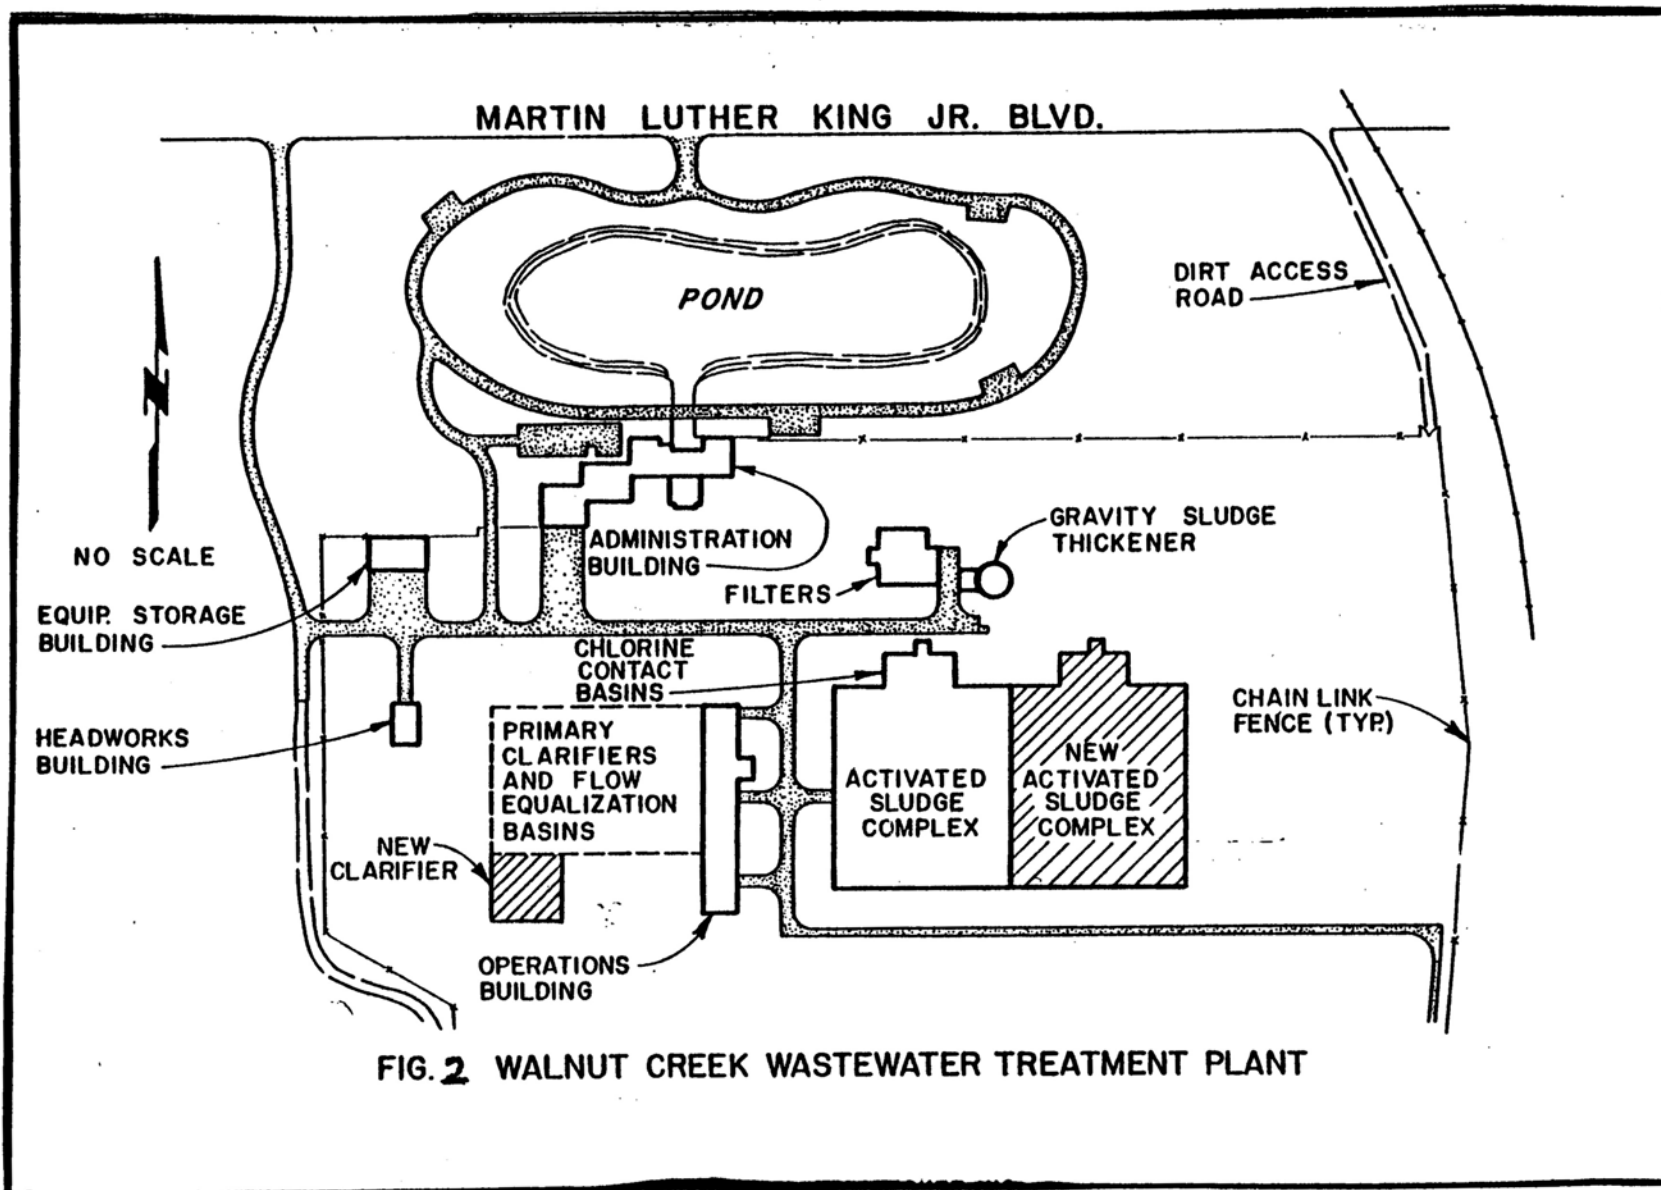 MARTIN LUTHER KING JR. BLVD.
POND
DIRT ACCESS
ROAD
N
NO SCALE
ADMINISTRATION
BUILDING
GRAVITY SLUDGE
THICKENER
FILTERS
EQUIP. STORAGE
BUILDING
CHLORINE
CONTACT
BASINS
CHAIN LINK
FENCE (TYP.)
HEADWORKS
BUILDING
PRIMARY
CLARIFIERS
AND FLOW
EQUALIZATION
BASINS
ACTIVATED
SLUDGE
COMPLEX
NEW
ACTIVATED
SLUDGE
COMPLEX
NEW
CLARIFIER
OPERATIONS
BUILDING
FIG. 2 WALNUT CREEK WASTEWATER TREATMENT PLANT